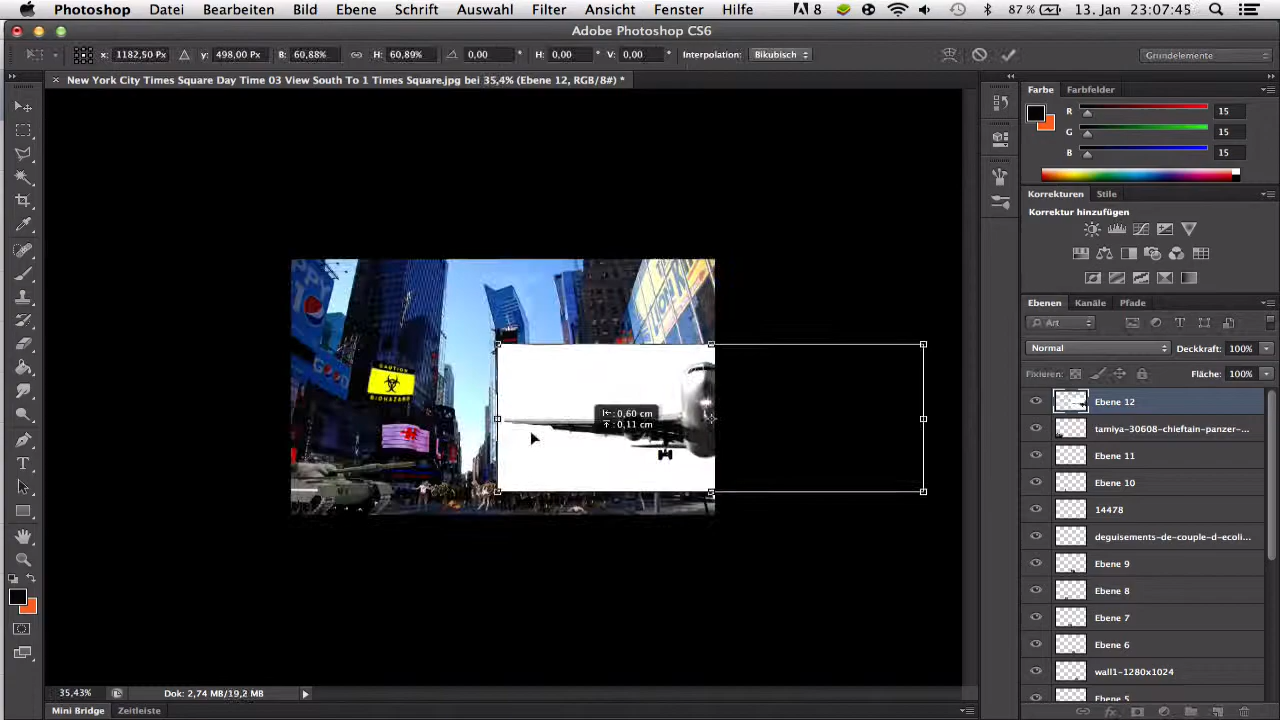 Photoshop Datei Bearbeiten Bild Ebene Schrift Auswahl Filter Ansicht Fenster Hilfe 8 87 % 13. Jan 23:07:45
Adobe Photoshop CS6
x: 1182,50 Px y: 498,00 Px B: 60,88% H: 60,89% 0,00 ° H: 0,00 ° V: 0,00 ° Interpolation: Bikubisch Grundelemente
New York City Times Square Day Time 03 View South To 1 Times Square.jpg bei 35,4% (Ebene 12, RGB/8#) *
Farbe Farbfelder
R 15
G 15
B 15
Korrekturen Stile
Korrektur hinzufügen
Ebenen Kanäle Pfade
Art
Normal Deckkraft: 100%
Fixieren: Fläche: 100%
Ebene 12
tamiya-30608-chieftain-panzer-...
Ebene 11
Ebene 10
14478
deguisements-de-couple-d-ecoli...
Ebene 9
Ebene 8
Ebene 7
Ebene 6
wall1-1280x1024
Ebene 5
CAUTION
BIOHAZARD
LION KING
: 0,60 cm
: 0,11 cm
35,43% Dok: 2,74 MB/19,2 MB
Mini Bridge Zeitleiste